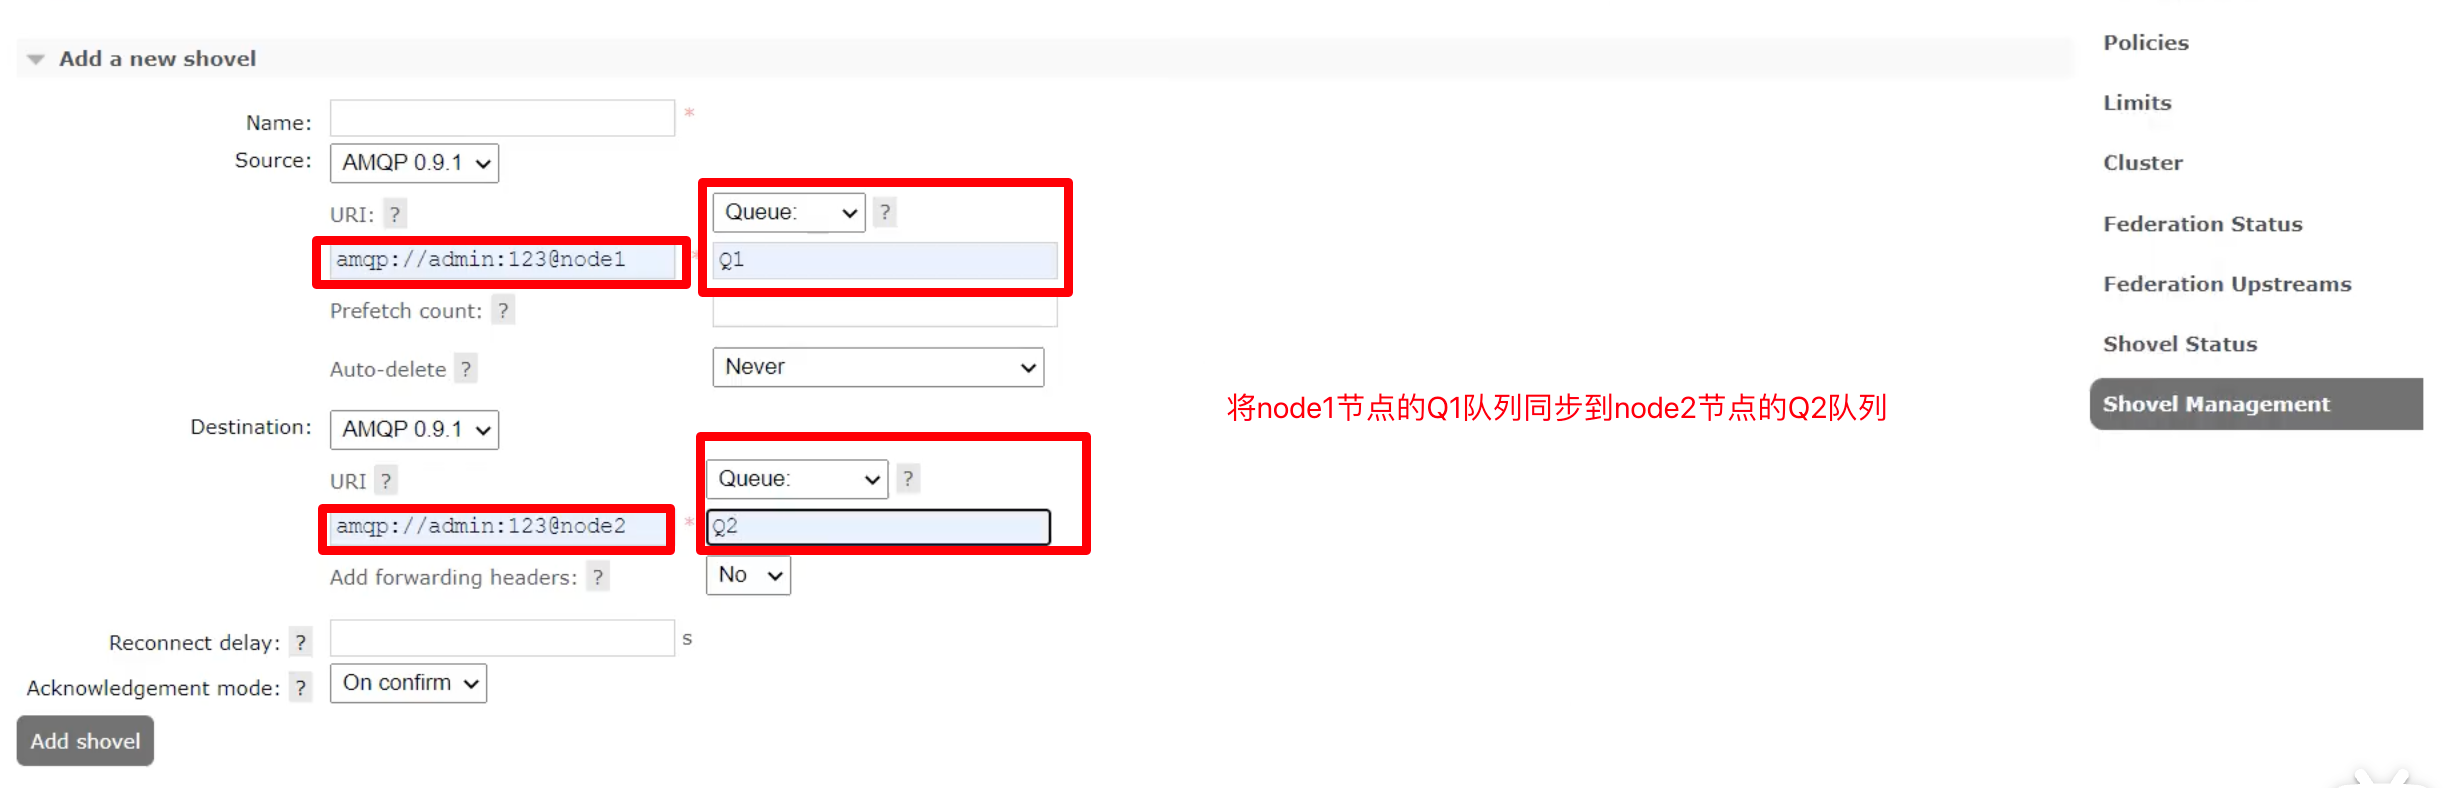 Add a new shovel
Name: *
Source: AMQP 0.9.1
URI: ? Queue: ?
amqp://admin:123@node1 * Q1
Prefetch count: ?
Auto-delete ? Never
Destination: AMQP 0.9.1
URI ? Queue: ?
amqp://admin:123@node2 * Q2
Add forwarding headers: ? No
Reconnect delay: ? s
Acknowledgement mode: ? On confirm
Add shovel
将node1节点的Q1队列同步到node2节点的Q2队列
Policies
Limits
Cluster
Federation Status
Federation Upstreams
Shovel Status
Shovel Management